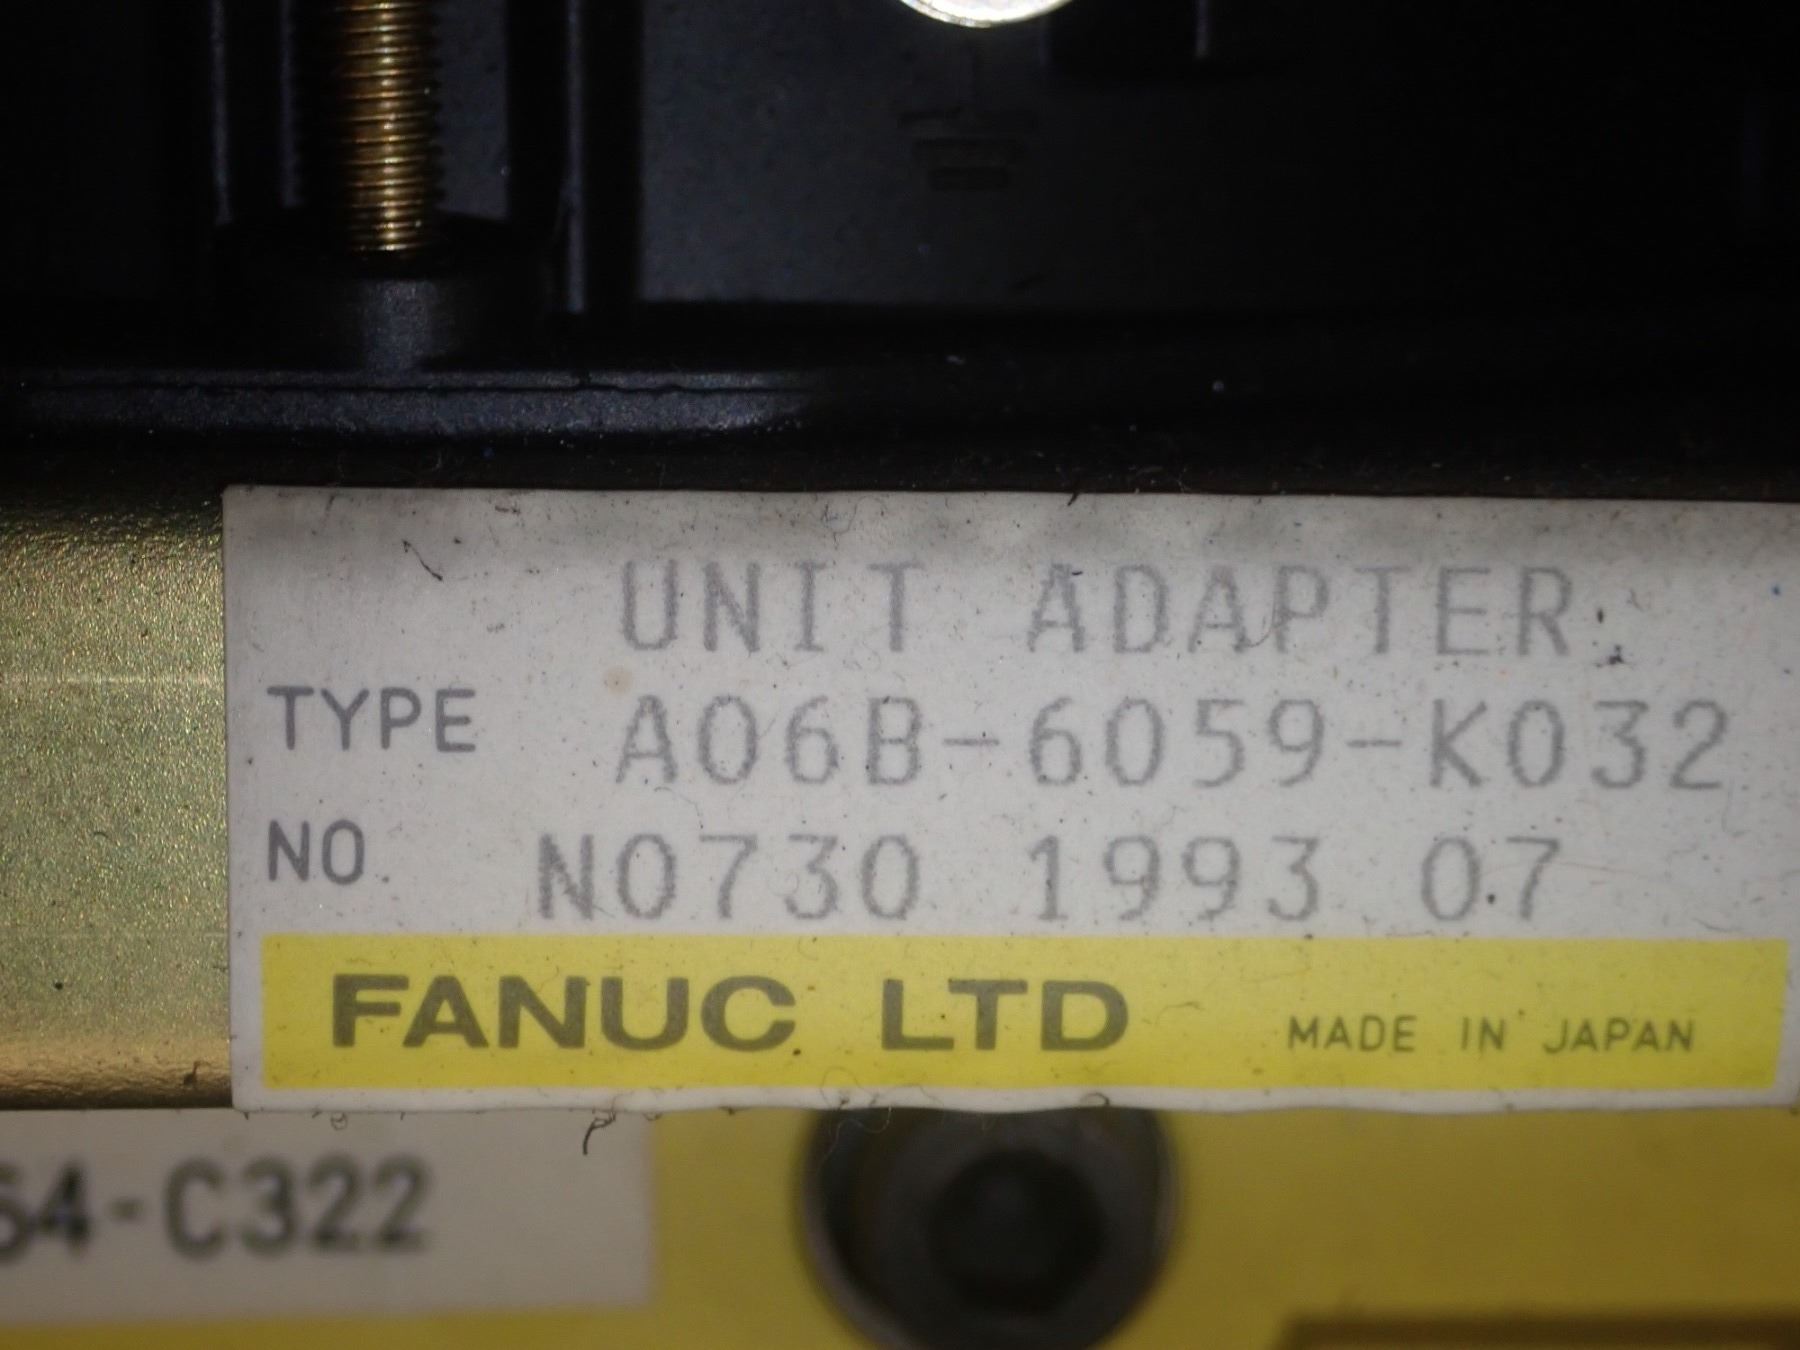 UNIT ADAPTER
TYPE A06B-6059-K032
NO. N0730 1993 07
FANUC LTD MADE IN JAPAN
64-C322